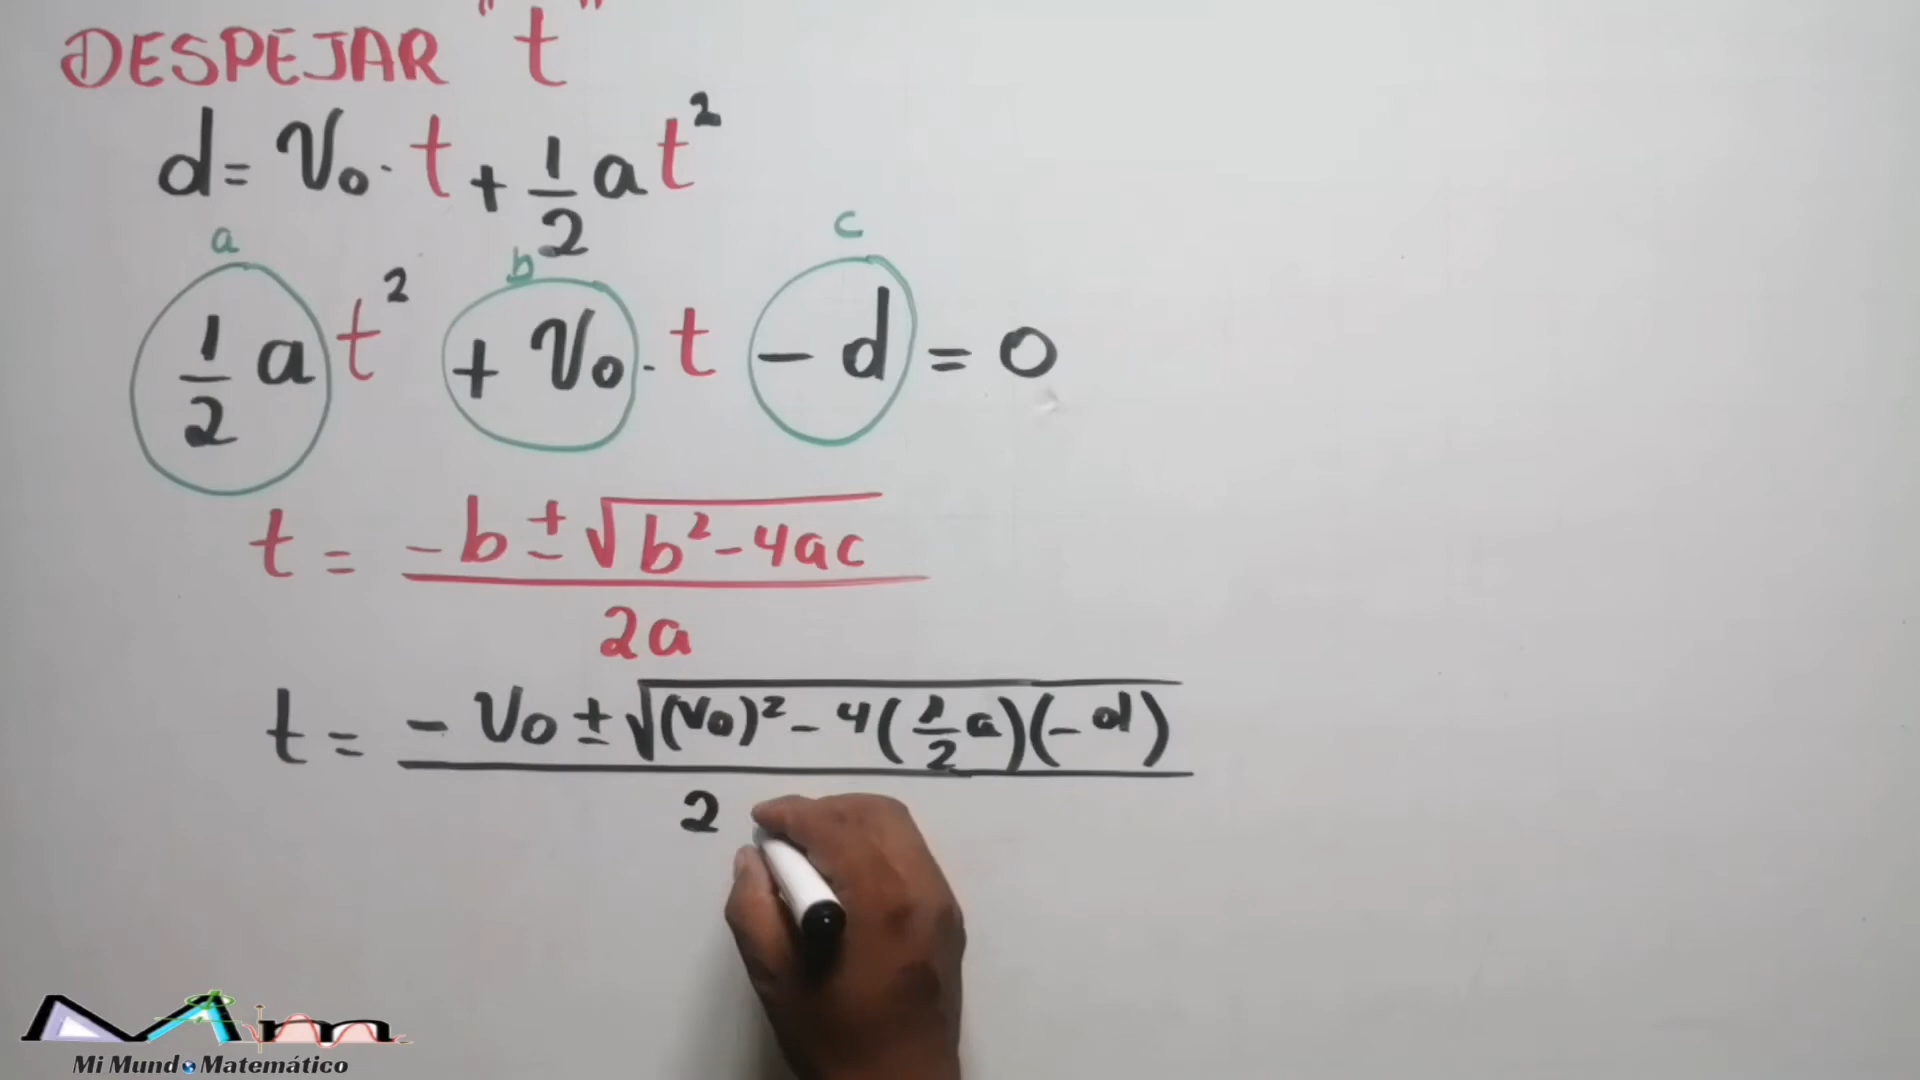 DESPEJAR "t"
d = V₀ · t + 1/2 a t²
a b c
1/2 a t² + V₀ · t - d = 0
t = -b ± √(b² - 4ac) / 2a
t = - V₀ ± √((V₀)² - 4(1/2 a)(-d)) / 2
Mi Mundo Matemático